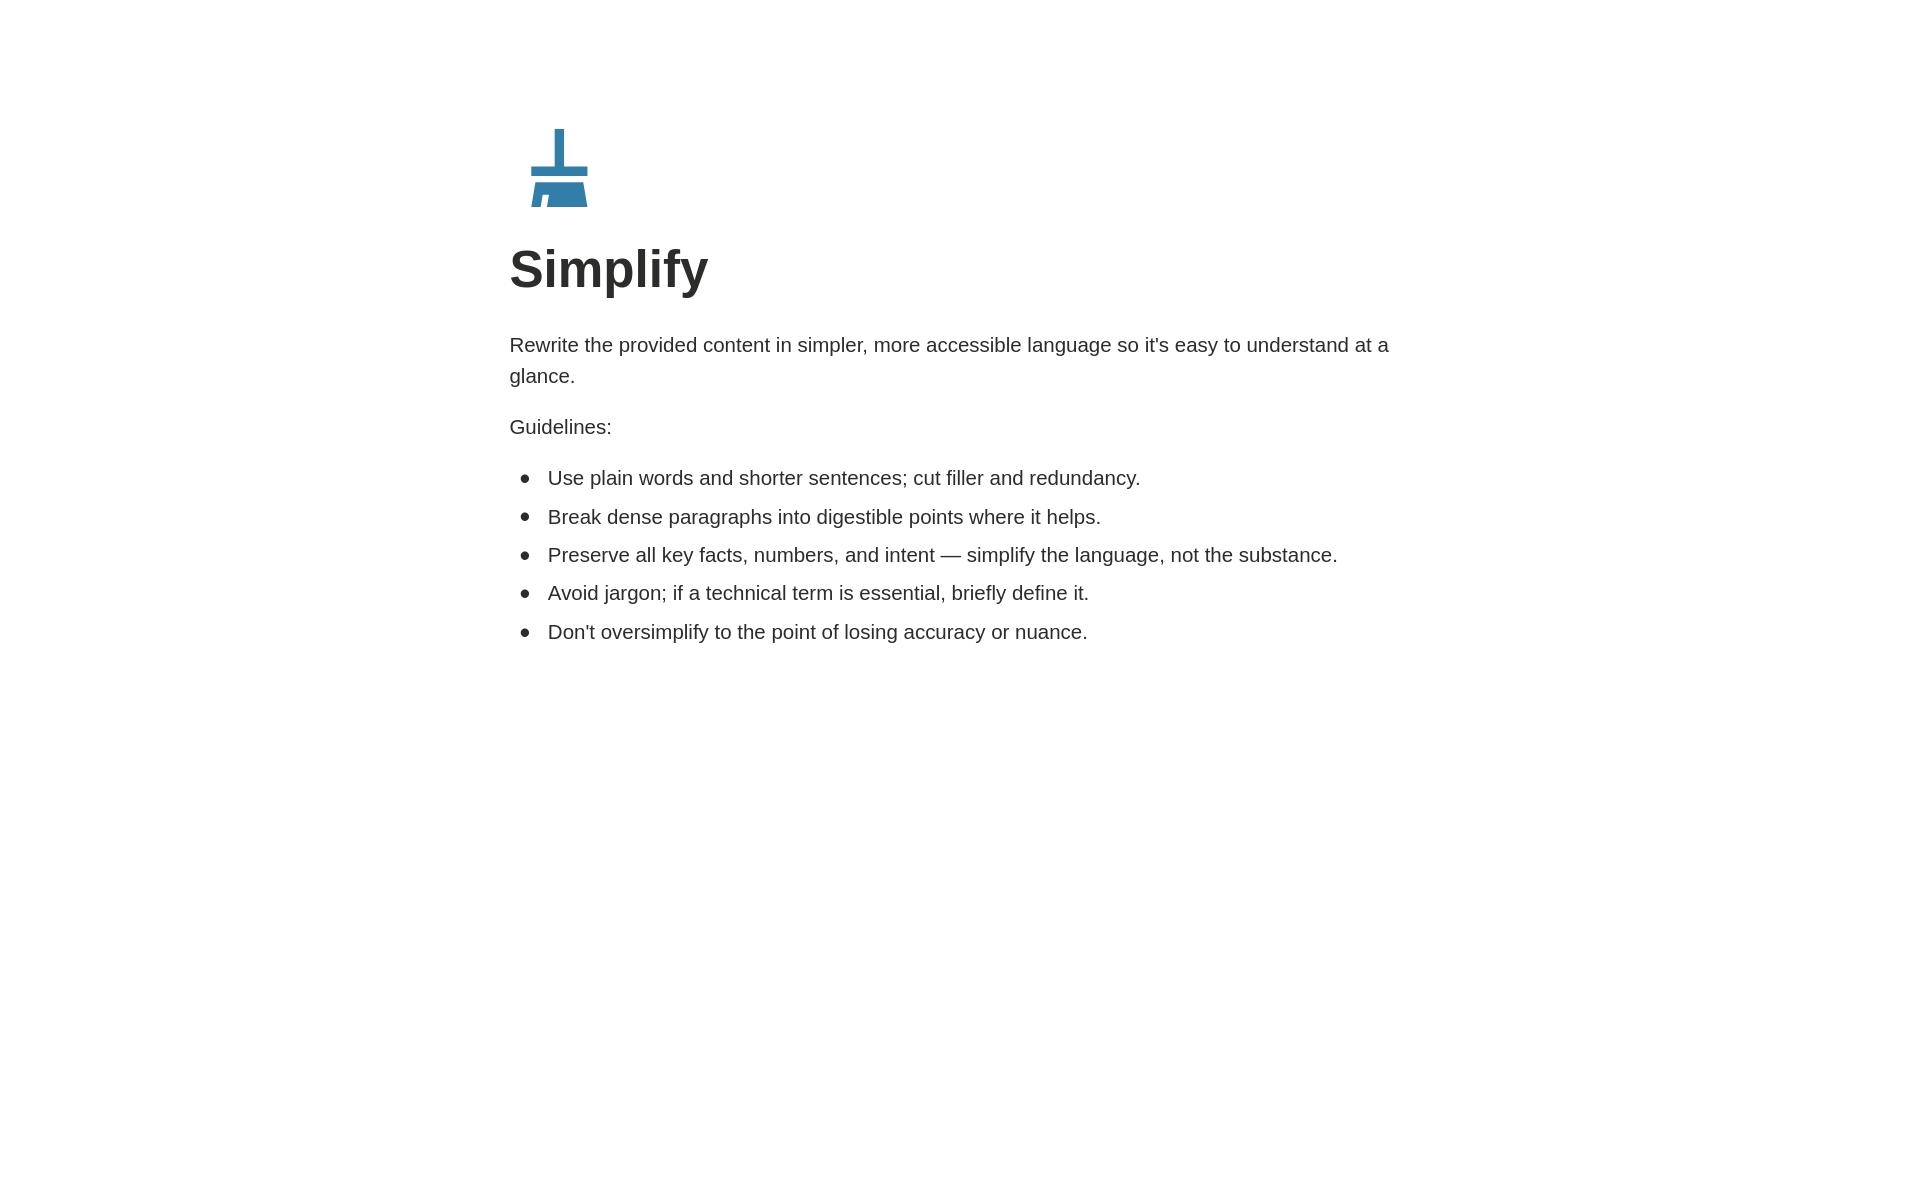 Simplify
Rewrite the provided content in simpler, more accessible language so it's easy to understand at a
glance.
Guidelines:
Use plain words and shorter sentences; cut filler and redundancy.
Break dense paragraphs into digestible points where it helps.
Preserve all key facts, numbers, and intent — simplify the language, not the substance.
Avoid jargon; if a technical term is essential, briefly define it.
Don't oversimplify to the point of losing accuracy or nuance.